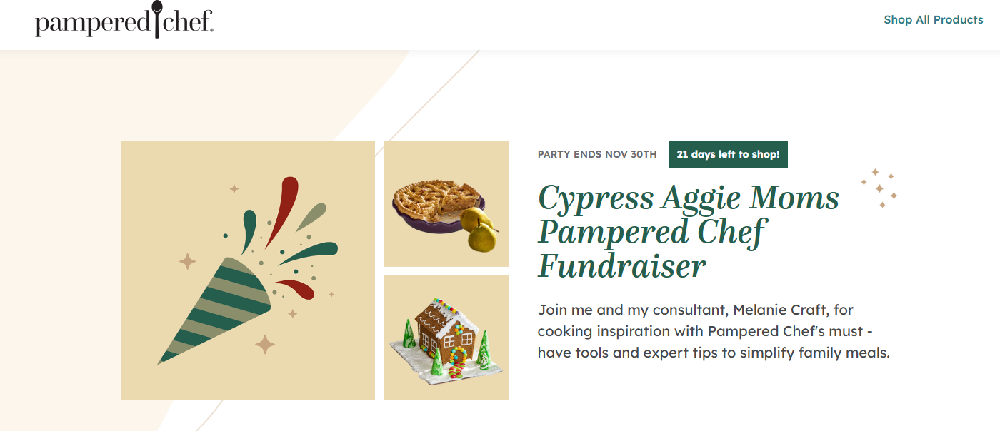 pampered chef®
Shop All Products
PARTY ENDS NOV 30TH
21 days left to shop!
Cypress Aggie Moms
Pampered Chef
Fundraiser
Join me and my consultant, Melanie Craft, for
cooking inspiration with Pampered Chef's must -
have tools and expert tips to simplify family meals.